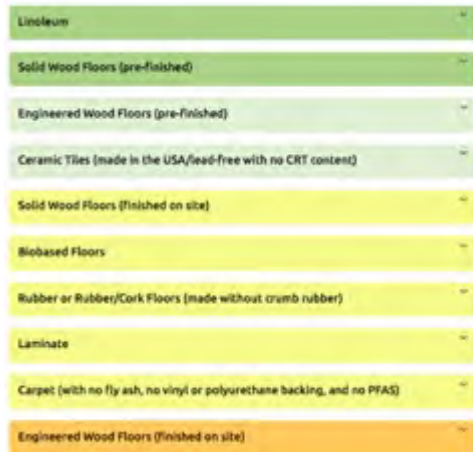 Linoleum
Solid Wood Floors (pre-finished)
Engineered Wood Floors (pre-finished)
Ceramic Tiles (made in the USA/lead-free with no CRT content)
Solid Wood Floors (finished on site)
Biobased Floors
Rubber or Rubber/Cork Floors (made without crumb rubber)
Laminate
Carpet (with no fly ash, no vinyl or polyurethane backing, and no PFAS)
Engineered Wood Floors (finished on site)